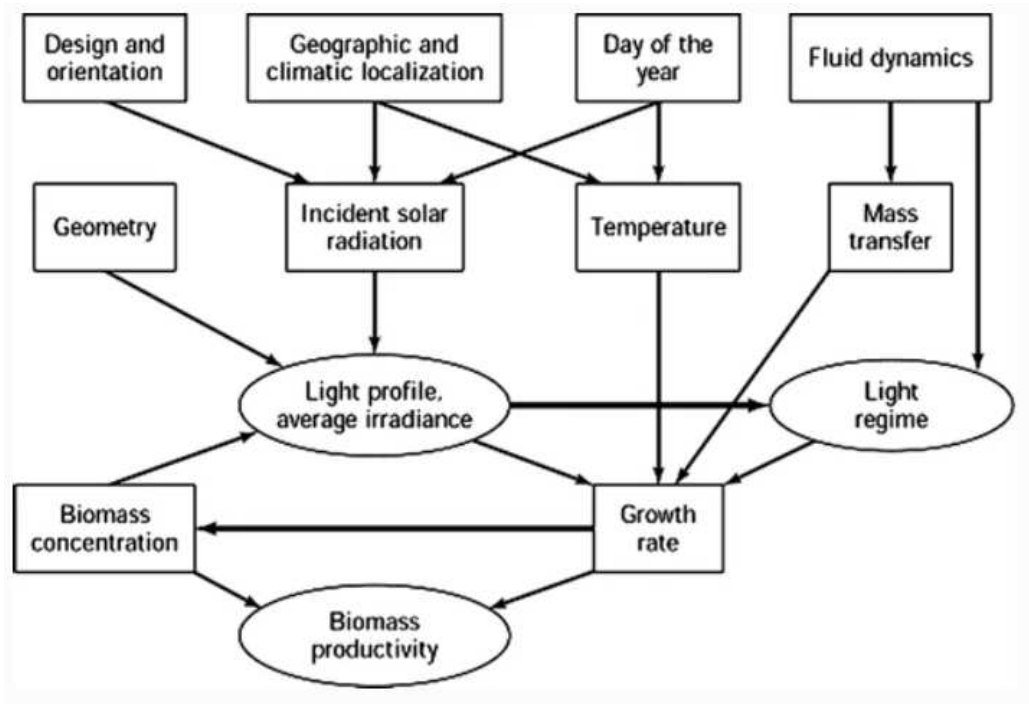 Design and
orientation
Geographic and
climatic localization
Day of the
year
Fluid dynamics
Geometry
Incident solar
radiation
Temperature
Mass
transfer
Light profile,
average irradiance
Light
regime
Biomass
concentration
Growth
rate
Biomass
productivity